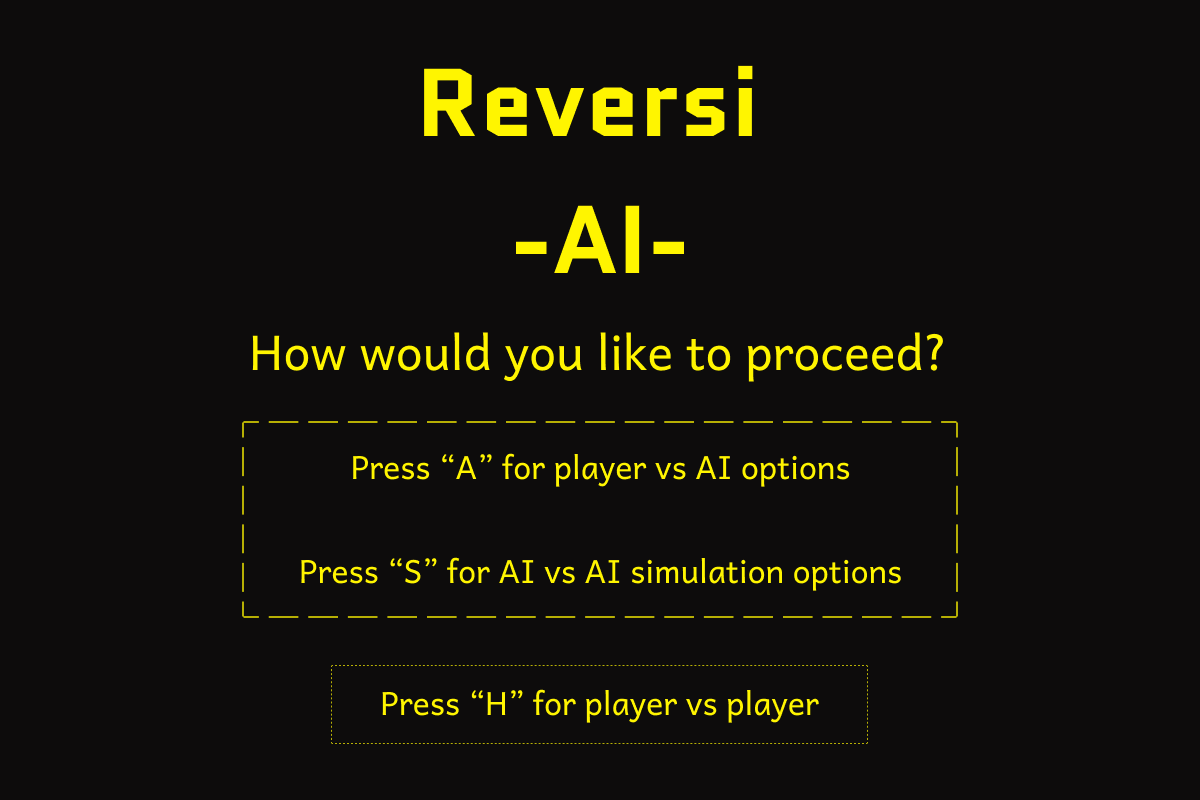 Reversi
-AI-
How would you like to proceed?
Press “A” for player vs AI options
Press “S” for AI vs AI simulation options
Press “H” for player vs player